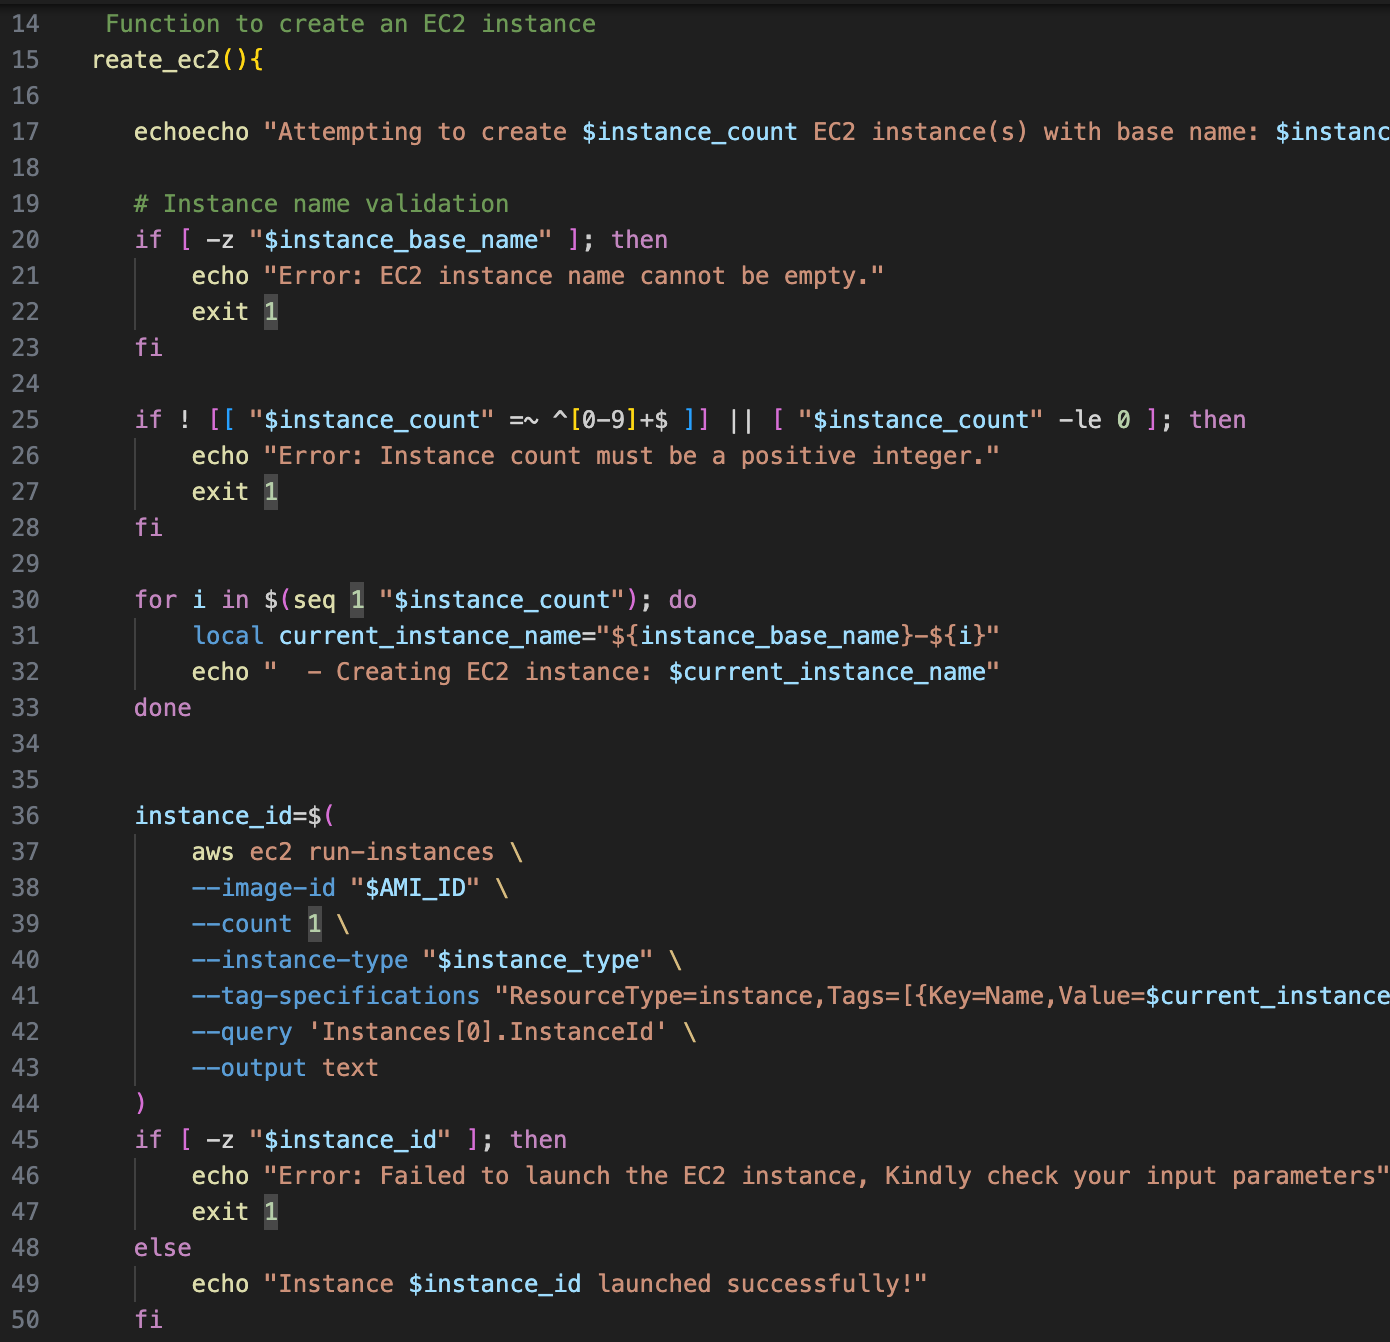 14 Function to create an EC2 instance
15 reate_ec2(){
16
17 echoecho "Attempting to create $instance_count EC2 instance(s) with base name: $instanc
18
19 # Instance name validation
20 if [ -z "$instance_base_name" ]; then
21 echo "Error: EC2 instance name cannot be empty."
22 exit 1
23 fi
24
25 if ! [[ "$instance_count" =~ ^[0-9]+$ ]] || [ "$instance_count" -le 0 ]; then
26 echo "Error: Instance count must be a positive integer."
27 exit 1
28 fi
29
30 for i in $(seq 1 "$instance_count"); do
31 local current_instance_name="${instance_base_name}-${i}"
32 echo "  - Creating EC2 instance: $current_instance_name"
33 done
34
35
36 instance_id=$(
37 aws ec2 run-instances \
38 --image-id "$AMI_ID" \
39 --count 1 \
40 --instance-type "$instance_type" \
41 --tag-specifications "ResourceType=instance,Tags=[{Key=Name,Value=$current_instance
42 --query 'Instances[0].InstanceId' \
43 --output text
44 )
45 if [ -z "$instance_id" ]; then
46 echo "Error: Failed to launch the EC2 instance, Kindly check your input parameters"
47 exit 1
48 else
49 echo "Instance $instance_id launched successfully!"
50 fi